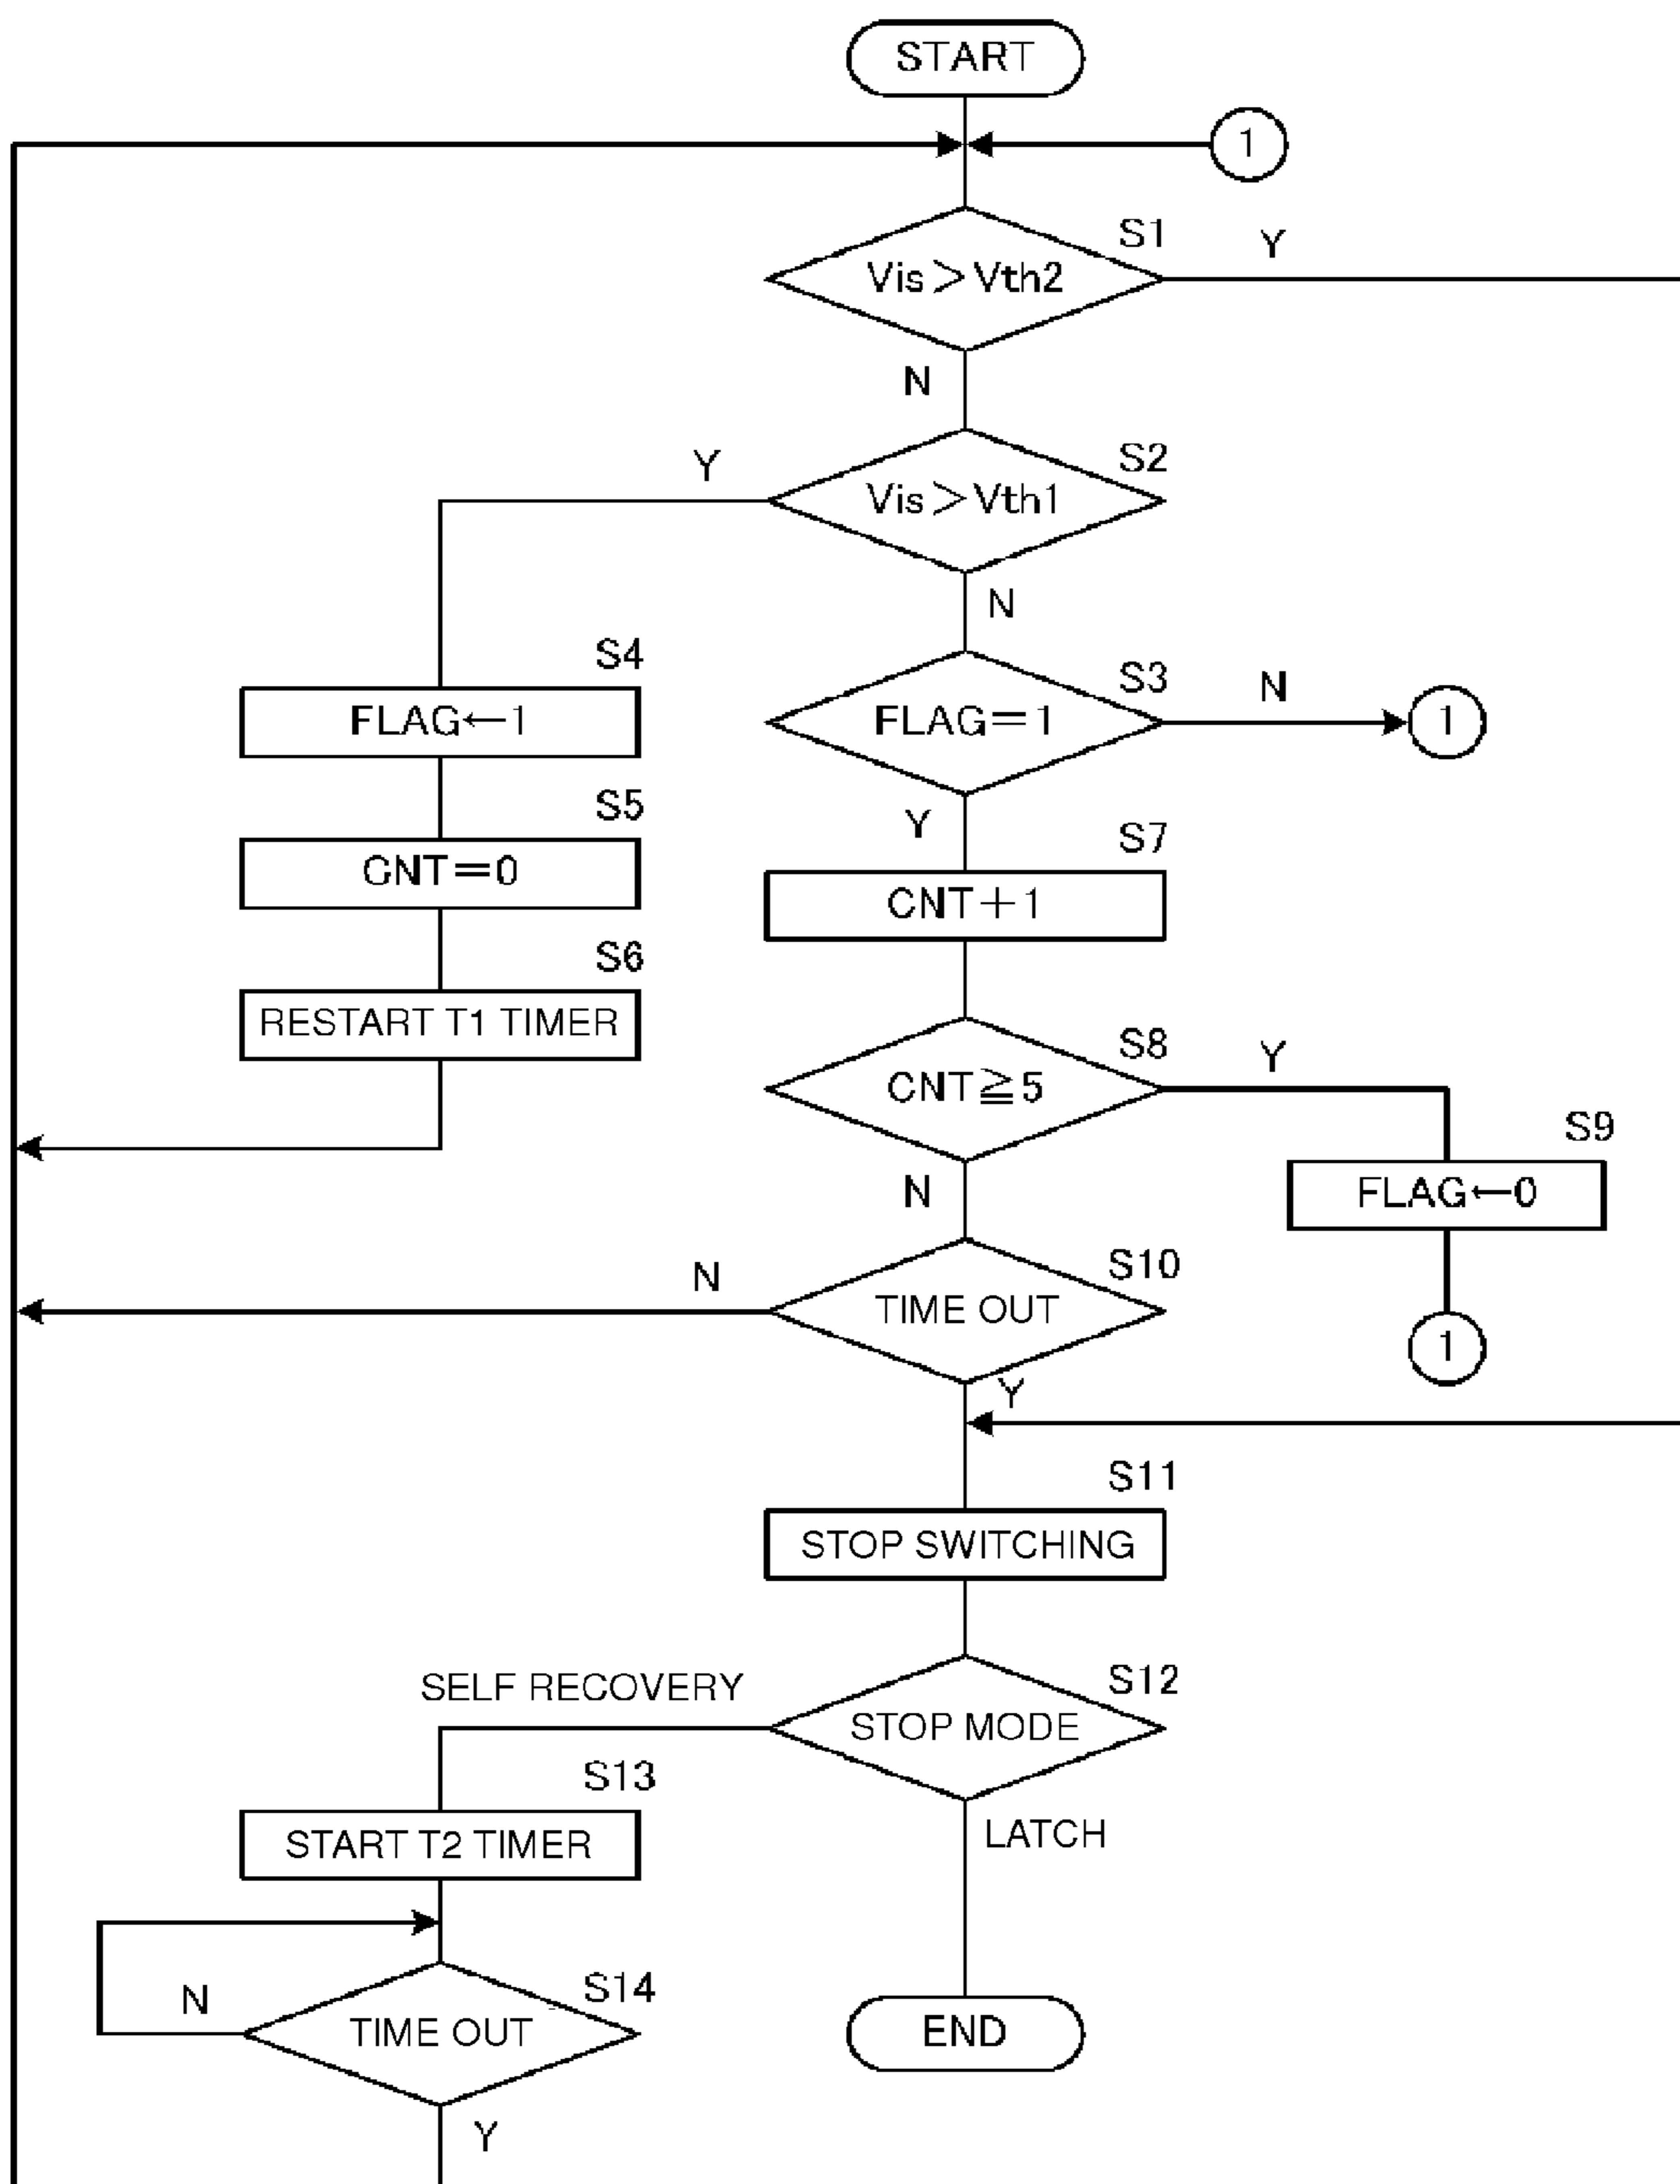 START
1
S1
Y
Vis>Vth2
N
S2
Y
Vis>Vth1
N
S4
S3
N
FLAG←1
FLAG=1
1
S5
Y
S7
CNT=0
CNT+1
S6
RESTART T1 TIMER
S8
Y
CNT≧5
S9
N
FLAG←0
S10
N
TIME OUT
1
Y
S11
STOP SWITCHING
SELF RECOVERY
S12
STOP MODE
S13
START T2 TIMER
LATCH
S14
N
TIME OUT
END
Y